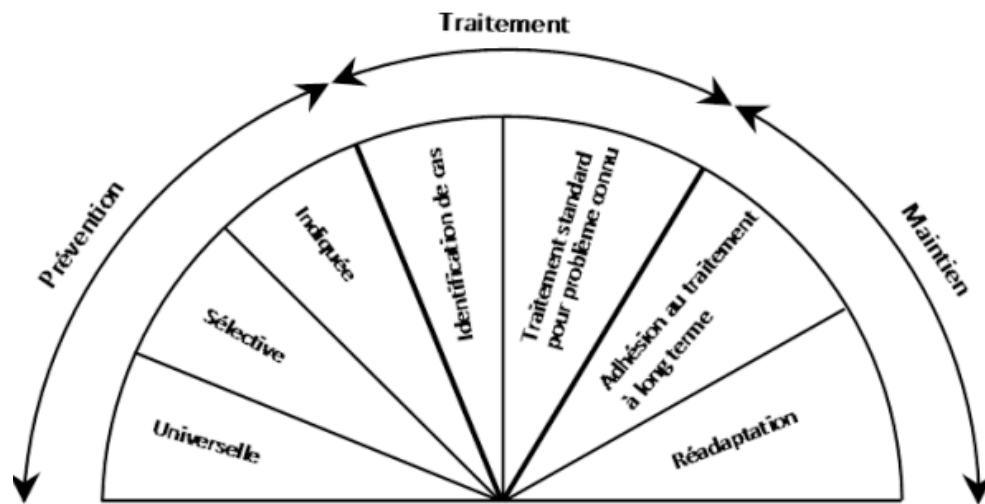 Traitement
Prévention
Maintien
Universelle
Sélective
Indiquée
Identification de cas
Traitement standard
pour problème connu
Adhésion au traitement
à long terme
Réadaptation